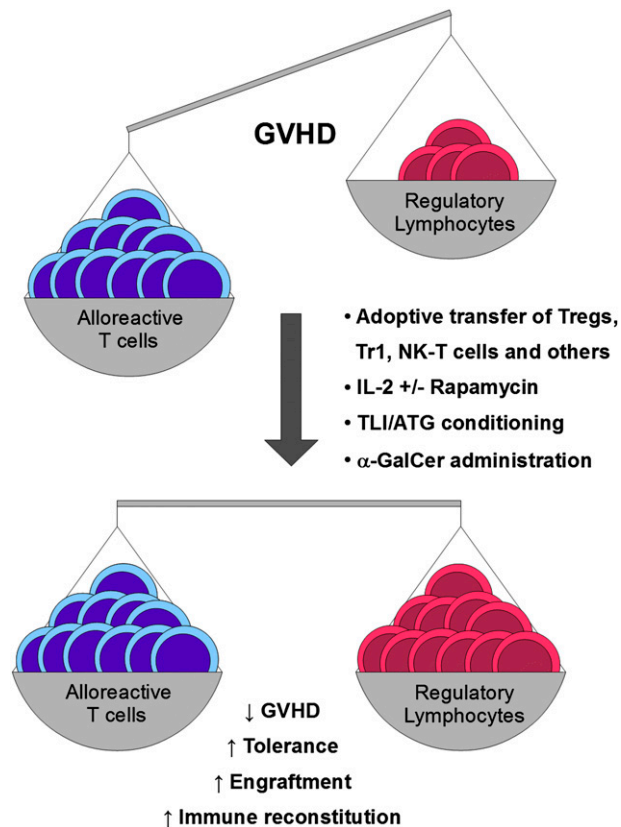 GVHD
Regulatory
Lymphocytes
Alloreactive
T cells
• Adoptive transfer of Tregs,
Tr1, NK-T cells and others
• IL-2 +/- Rapamycin
• TLI/ATG conditioning
• α-GalCer administration
Alloreactive
T cells
Regulatory
Lymphocytes
↓ GVHD
↑ Tolerance
↑ Engraftment
↑ Immune reconstitution